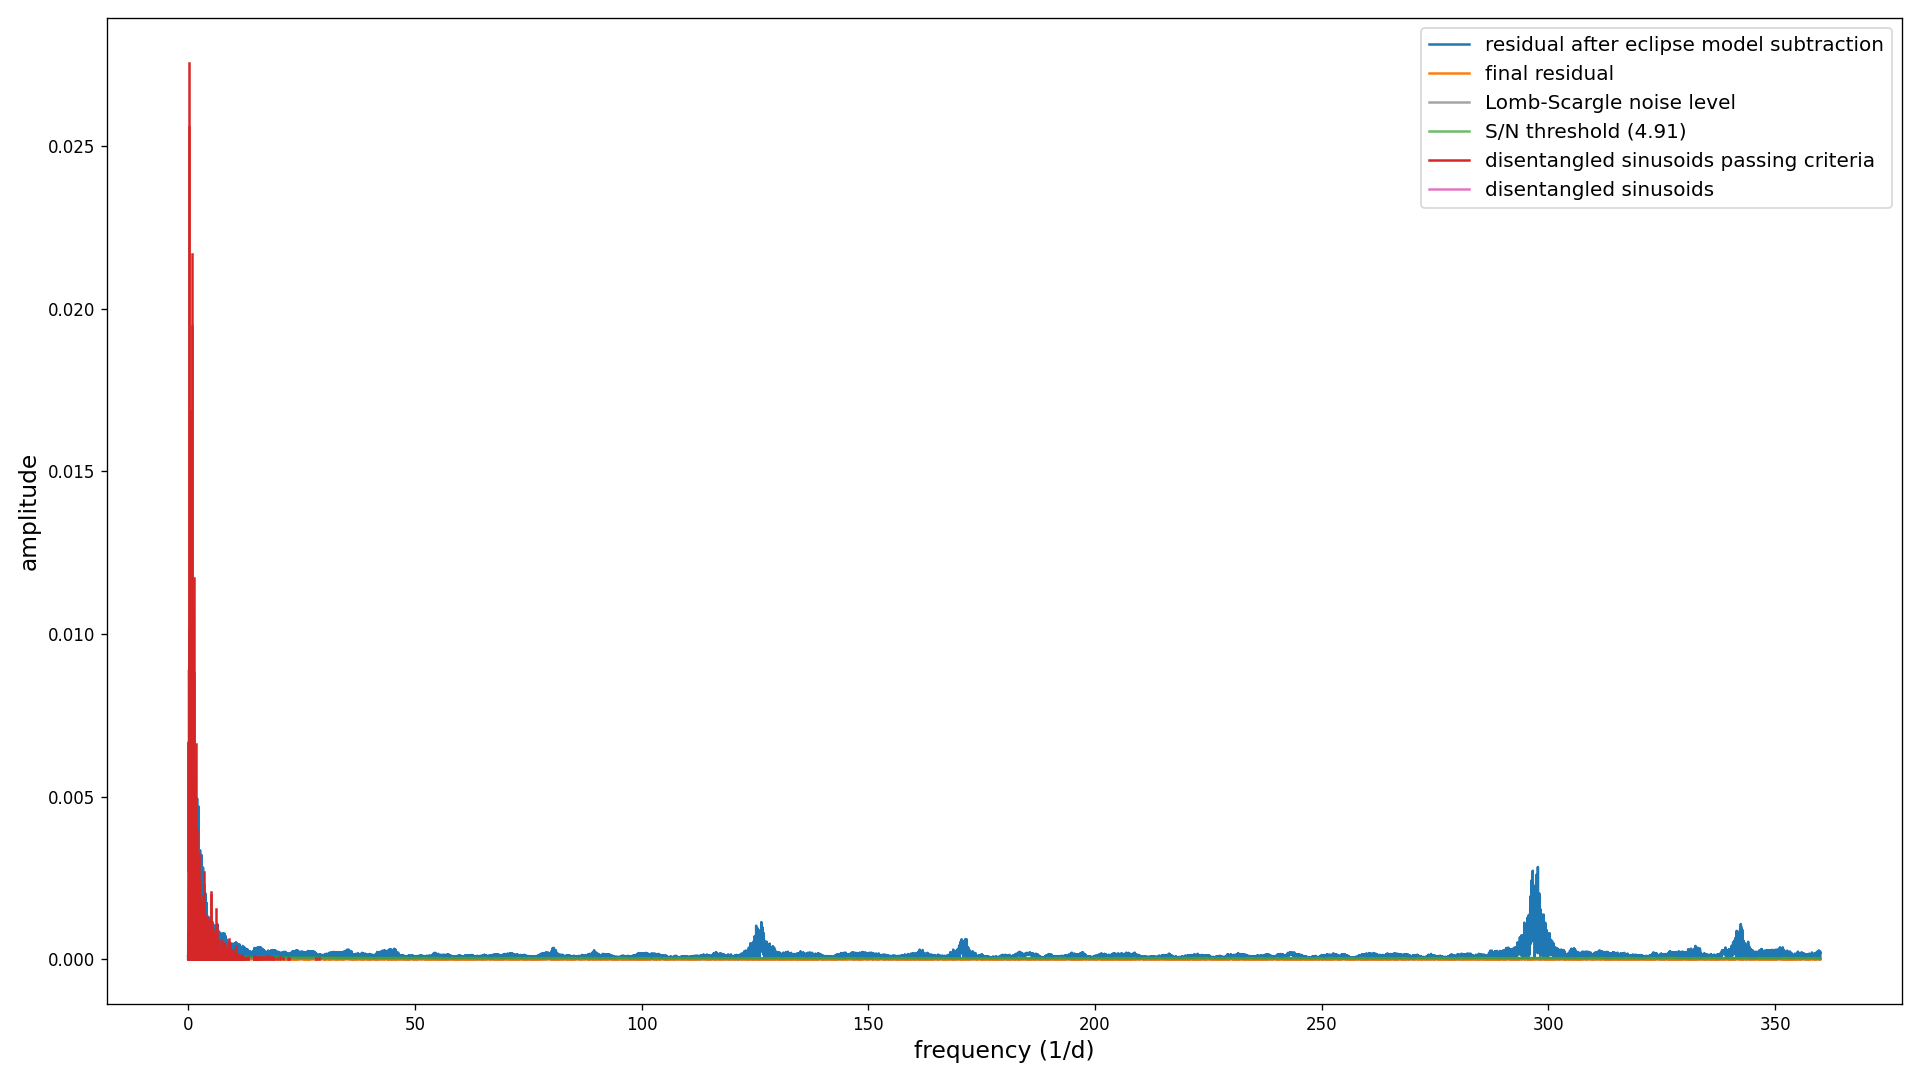 residual after eclipse model subtraction
final residual
Lomb-Scargle noise level
S/N threshold (4.91)
disentangled sinusoids passing criteria
disentangled sinusoids
amplitude
0.025
0.020
0.015
0.010
0.005
0.000
0 50 100 150 200 250 300 350
frequency (1/d)